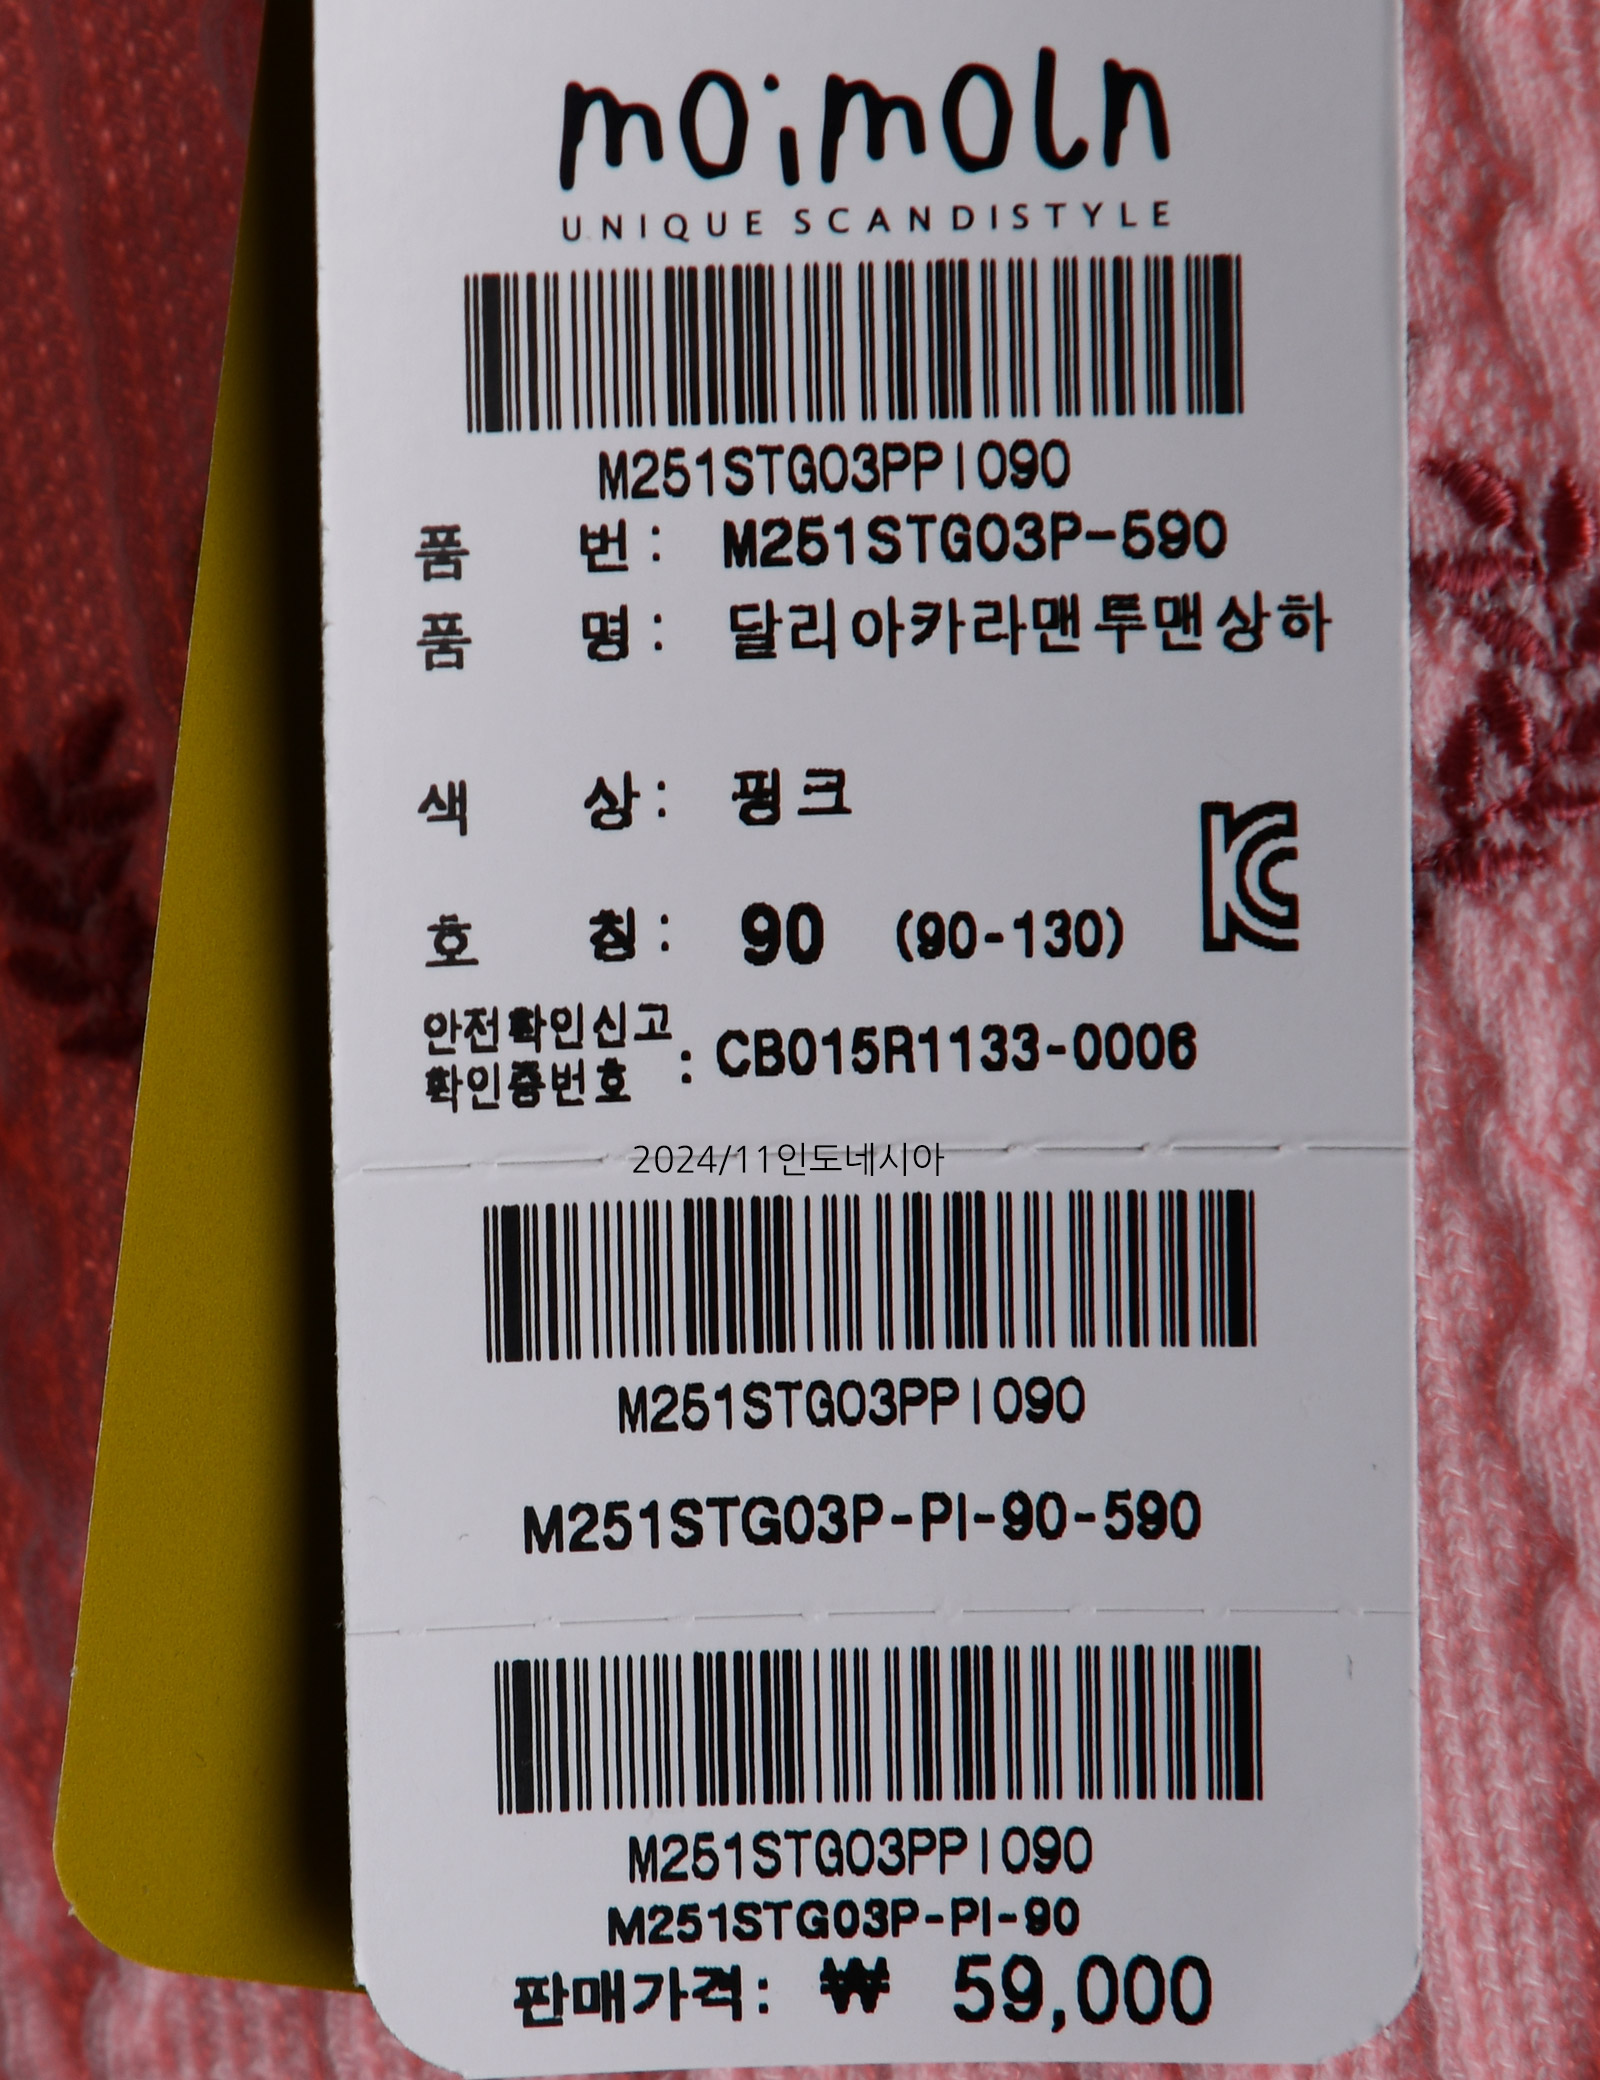 moimoln
UNIQUE SCANDISTYLE
M251STG03PPI090
품 번 : M251STG03P-590
품 명 : 달리아카라맨투맨상하
색 상 : 핑크
호 칭 : 90 (90-130)
안전확인신고
확인증번호 : CB015R1133-0006
2024/11인도네시아
M251STG03PPI090
M251STG03P-PI-90-590
M251STG03PPI090
M251STG03P-PI-90
판매가격: ₩ 59,000